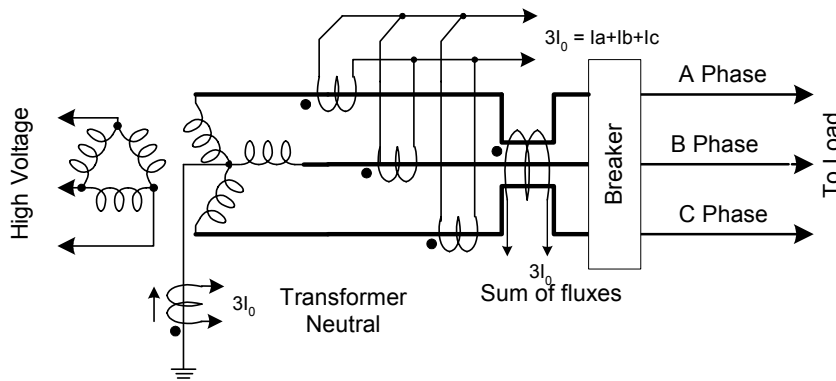 3I₀ = Ia+Ib+Ic
A Phase
B Phase
C Phase
High Voltage
Breaker
To Load
3I₀
Transformer
Neutral
3I₀
Sum of fluxes